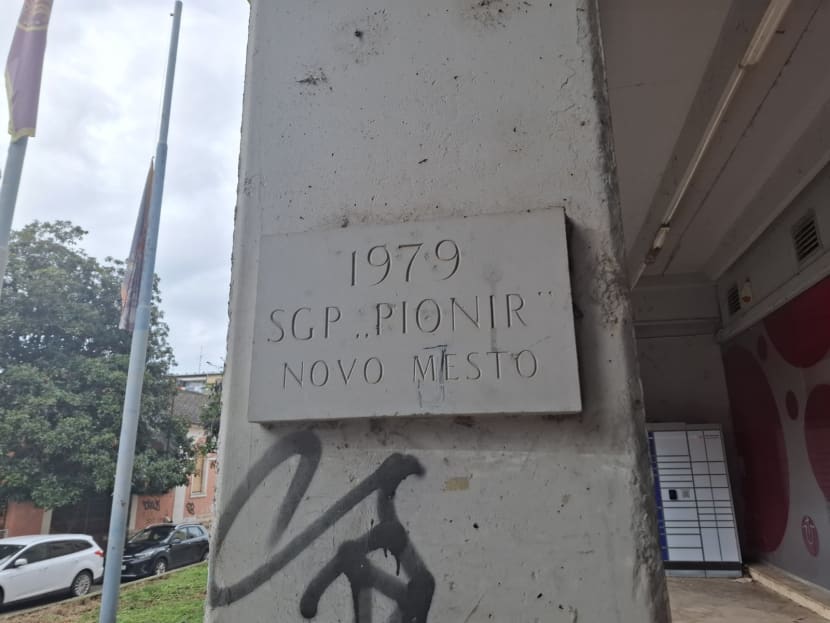 1979
SGP „PIONIR"
NOVO MESTO